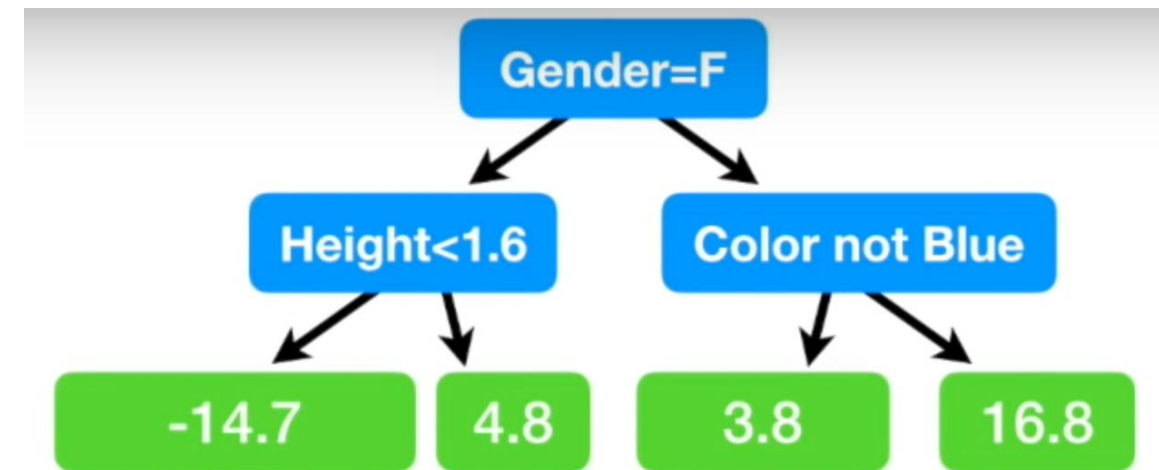 Gender=F
Height<1.6
Color not Blue
-14.7
4.8
3.8
16.8